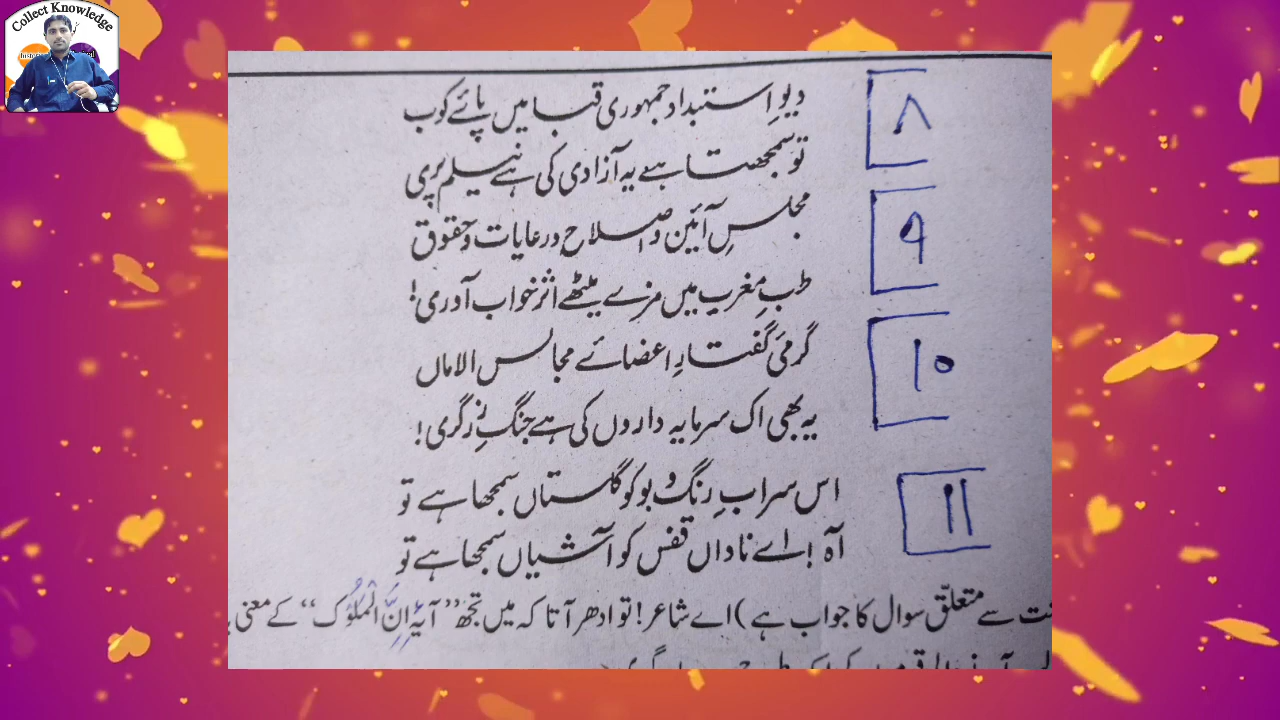 Collect Knowledge
دیوِ استبداد جمہوری قبا میں پائے کوب
۸
تو سمجھتا ہے یہ آزادی کی ہے نیلم پری
مجلسِ آئین و اصلاح و رعایات و حقوق
۹
طبِ مغرب میں مزے میٹھے اثر خواب آوری!
گرمیٔ گفتارِ اعضائے مجالس الاماں
۱۰
یہ بھی اک سرمایہ داروں کی ہے جنگِ زرگری!
اس سرابِ رنگ و بو کو گلستاں سمجھا ہے تو
۱۱
آہ! اے ناداں قفس کو آشیاں سمجھا ہے تو
سے متعلّق سوال کا جواب ہے) اے شاعر! تو ادھر آ تا کہ میں تجھ ”آیۂ اِنَّ الْمُلُوْک“ کے معنی